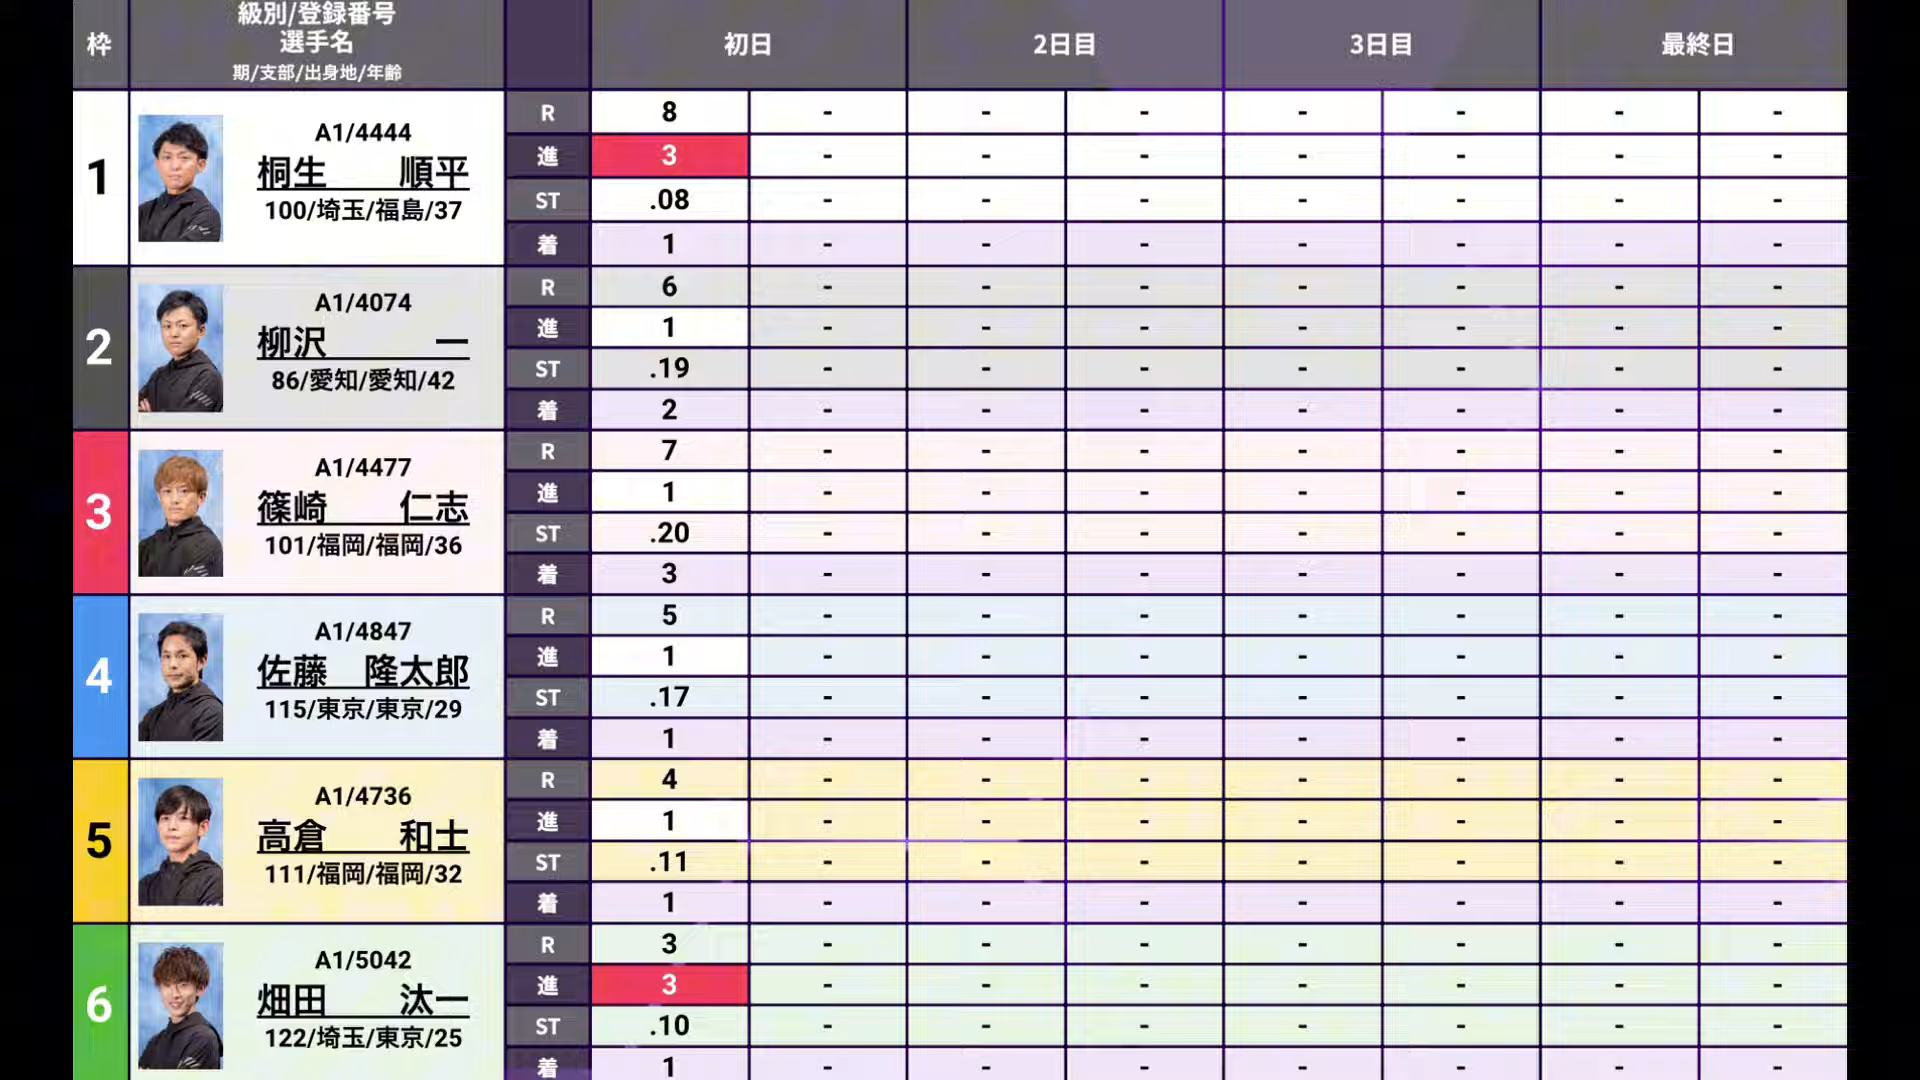 枠 級別/登録番号 初日 2日目 3日目 最終日
選手名
期/支部/出身地/年齢
1 A1/4444 R 8 - - - - - - -
桐生 順平 進 3 - - - - - - -
100/埼玉/福島/37 ST .08 - - - - - - -
着 1 - - - - - - -
2 A1/4074 R 6 - - - - - - -
柳沢 一 進 1 - - - - - - -
86/愛知/愛知/42 ST .19 - - - - - - -
着 2 - - - - - - -
3 A1/4477 R 7 - - - - - - -
篠崎 仁志 進 1 - - - - - - -
101/福岡/福岡/36 ST .20 - - - - - - -
着 3 - - - - - - -
4 A1/4847 R 5 - - - - - - -
佐藤 隆太郎 進 1 - - - - - - -
115/東京/東京/29 ST .17 - - - - - - -
着 1 - - - - - - -
5 A1/4736 R 4 - - - - - - -
高倉 和士 進 1 - - - - - - -
111/福岡/福岡/32 ST .11 - - - - - - -
着 1 - - - - - - -
6 A1/5042 R 3 - - - - - - -
畑田 汰一 進 3 - - - - - - -
122/埼玉/東京/25 ST .10 - - - - - - -
着 1 - - - - - - -